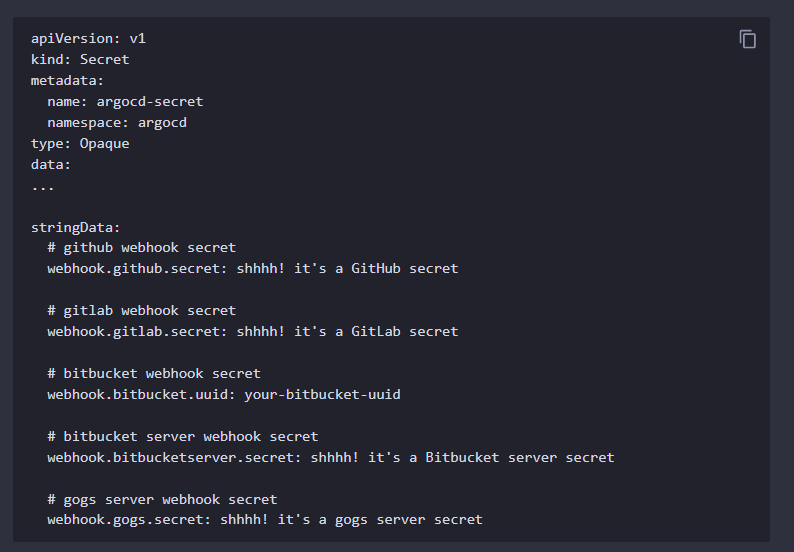 apiVersion: v1
kind: Secret
metadata:
  name: argocd-secret
  namespace: argocd
type: Opaque
data:
...

stringData:
  # github webhook secret
  webhook.github.secret: shhhh! it's a GitHub secret

  # gitlab webhook secret
  webhook.gitlab.secret: shhhh! it's a GitLab secret

  # bitbucket webhook secret
  webhook.bitbucket.uuid: your-bitbucket-uuid

  # bitbucket server webhook secret
  webhook.bitbucketserver.secret: shhhh! it's a Bitbucket server secret

  # gogs server webhook secret
  webhook.gogs.secret: shhhh! it's a gogs server secret